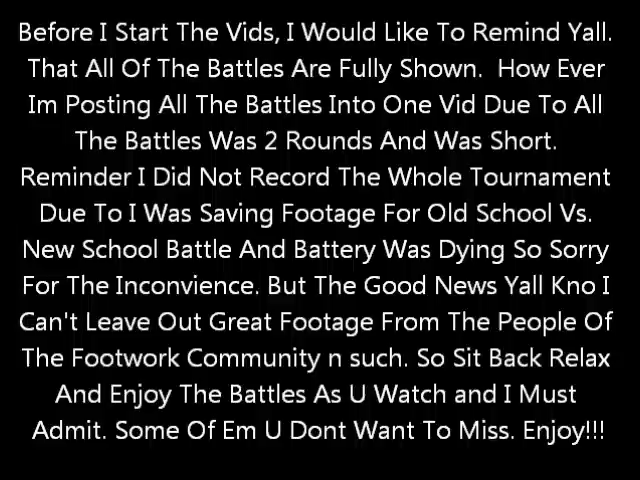 Before I Start The Vids, I Would Like To Remind Yall.
That All Of The Battles Are Fully Shown.  How Ever
Im Posting All The Battles Into One Vid Due To All
The Battles Was 2 Rounds And Was Short.
Reminder I Did Not Record The Whole Tournament
Due To I Was Saving Footage For Old School Vs.
New School Battle And Battery Was Dying So Sorry
For The Inconvience. But The Good News Yall Kno I
Can't Leave Out Great Footage From The People Of
The Footwork Community n such. So Sit Back Relax
And Enjoy The Battles As U Watch and I Must
Admit. Some Of Em U Dont Want To Miss. Enjoy!!!